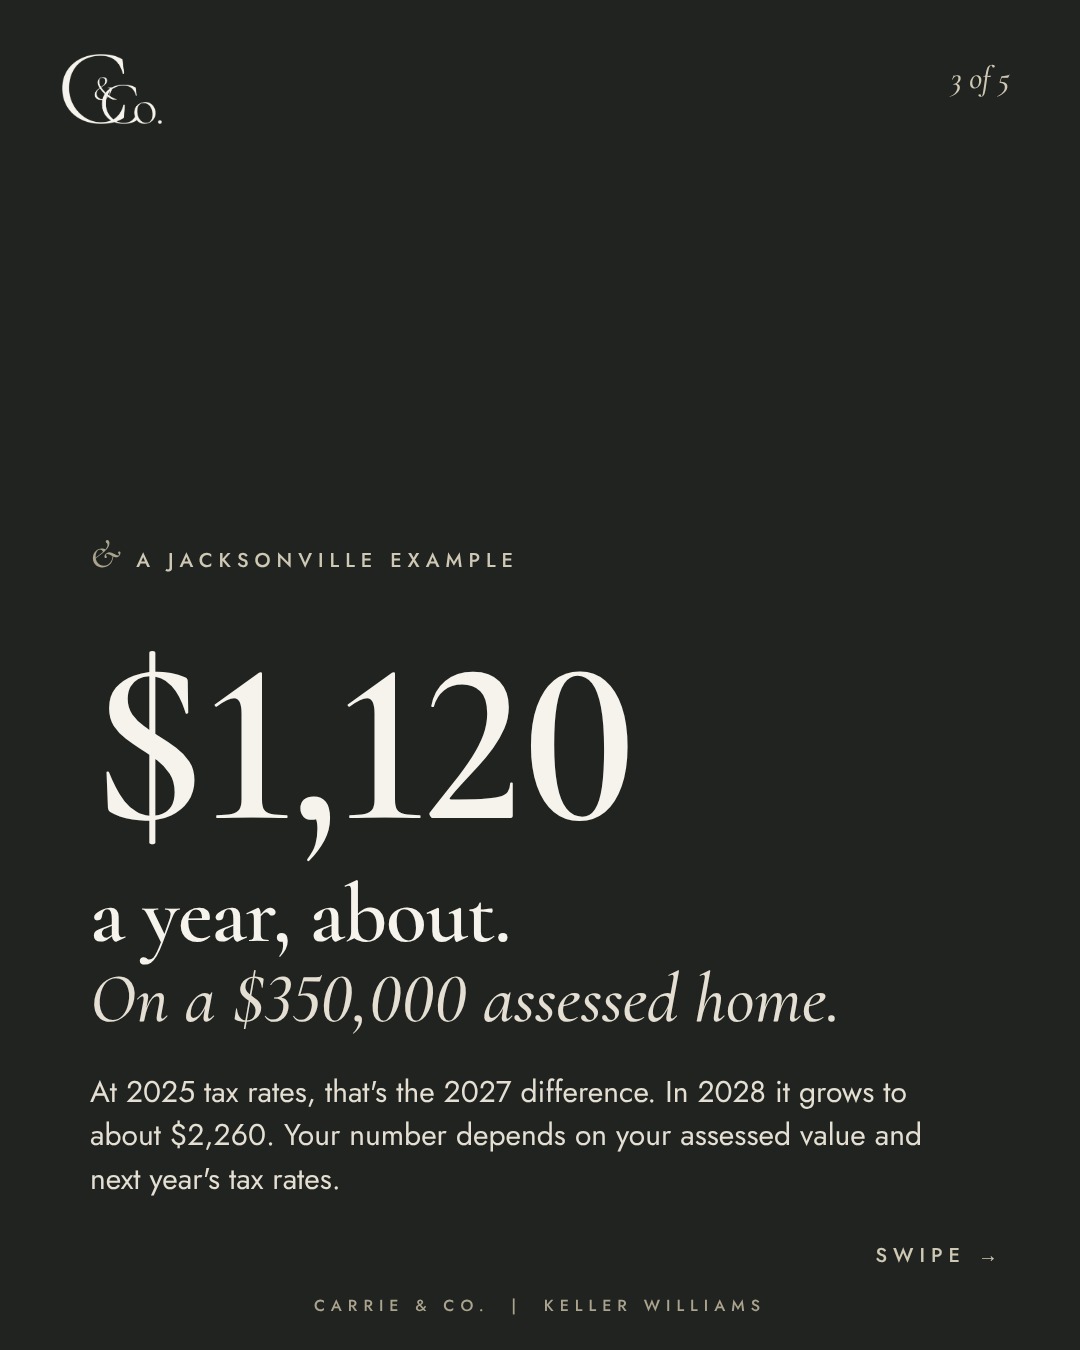 C&Co.
3 of 5
& A JACKSONVILLE EXAMPLE
$1,120
a year, about.
On a $350,000 assessed home.
At 2025 tax rates, that's the 2027 difference. In 2028 it grows to
about $2,260. Your number depends on your assessed value and
next year's tax rates.
SWIPE →
CARRIE & CO. | KELLER WILLIAMS